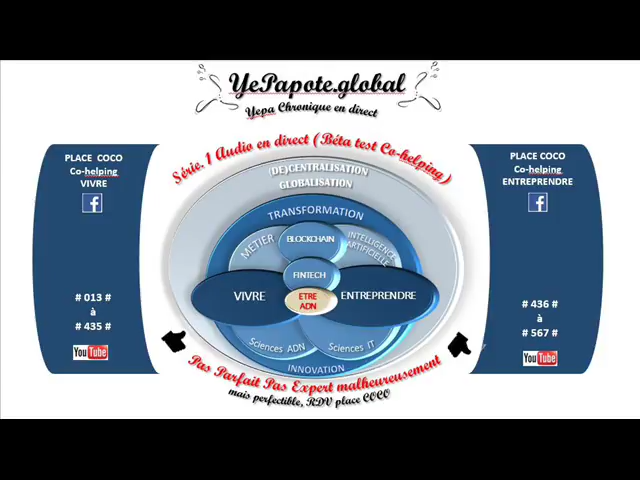 YePapote.global
Yepa Chronique en direct
Série. 1 Audio en direct (Béta test Co-helping)
PLACE COCO
Co-helping
VIVRE
# 013 #
à
# 435 #
YouTube
(DE)CENTRALISATION
GLOBALISATION
TRANSFORMATION
METIER
BLOCKCHAIN
INTELLIGENCE
ARTIFICIELLE
FINTECH
VIVRE
ETRE
ADN
ENTREPRENDRE
Sciences ADN
Sciences IT
INNOVATION
PLACE COCO
Co-helping
ENTREPRENDRE
# 436 #
à
# 567 #
YouTube
Pas Parfait Pas Expert malheureusement
mais perfectible, RDV place COCO